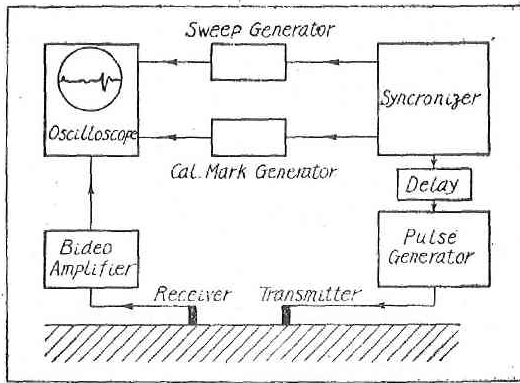 Sweep Generator
Oscilloscope
Syncronizer
Cal. Mark Generator
Delay
Bideo
Amplifier
Pulse
Generator
Receiver
Transmitter